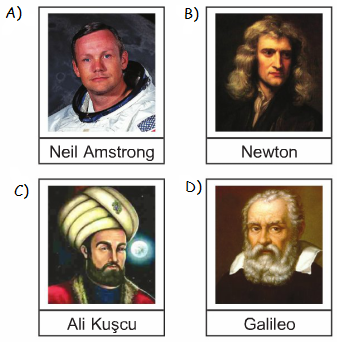 A)
Neil Amstrong
B)
Newton
C)
Ali Kuşcu
D)
Galileo